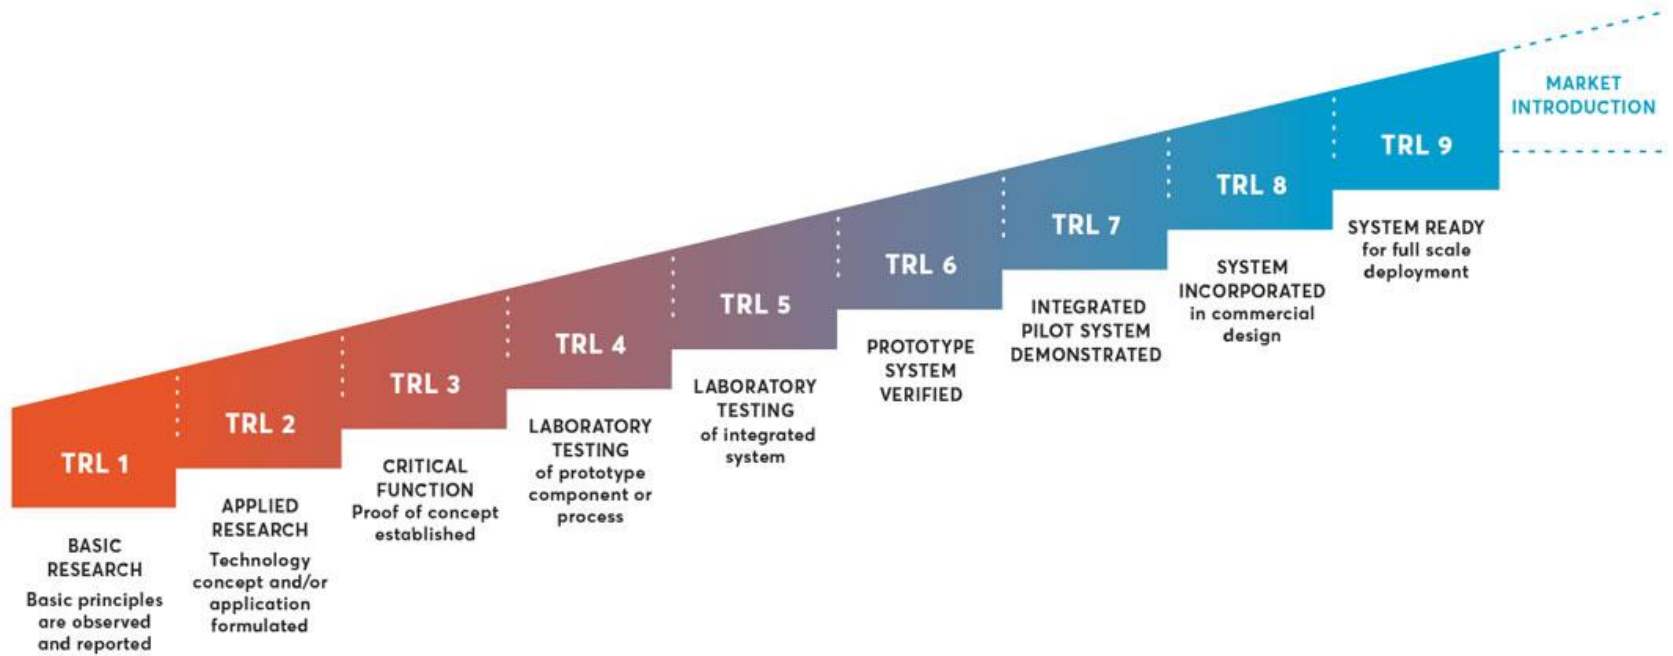 TRL 1
BASIC
RESEARCH
Basic principles
are observed
and reported
TRL 2
APPLIED
RESEARCH
Technology
concept and/or
application
formulated
TRL 3
CRITICAL
FUNCTION
Proof of concept
established
TRL 4
LABORATORY
TESTING
of prototype
component or
process
TRL 5
LABORATORY
TESTING
of integrated
system
TRL 6
PROTOTYPE
SYSTEM
VERIFIED
TRL 7
INTEGRATED
PILOT SYSTEM
DEMONSTRATED
TRL 8
SYSTEM
INCORPORATED
in commercial
design
TRL 9
SYSTEM READY
for full scale
deployment
MARKET
INTRODUCTION